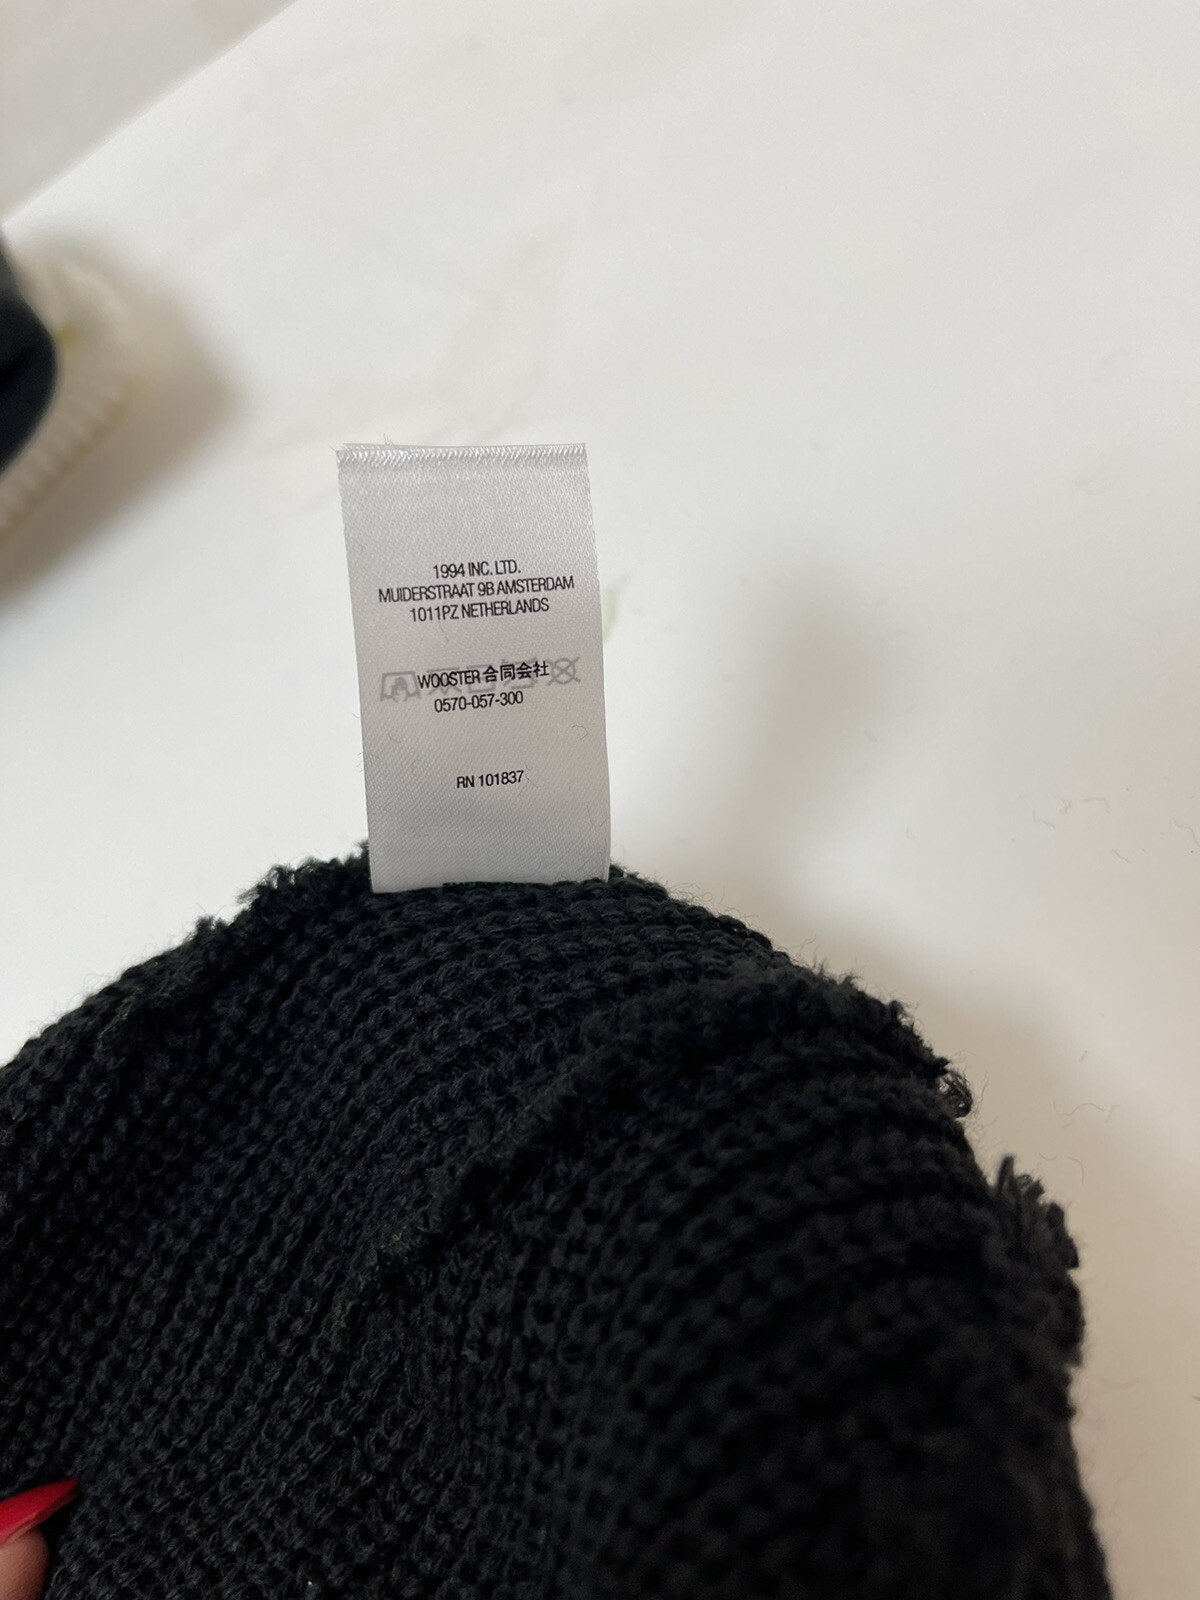 1994 INC. LTD.
MUIDERSTRAAT 9B AMSTERDAM
1011PZ NETHERLANDS
WOOSTER 合同会社
0570-057-300
RN 101837